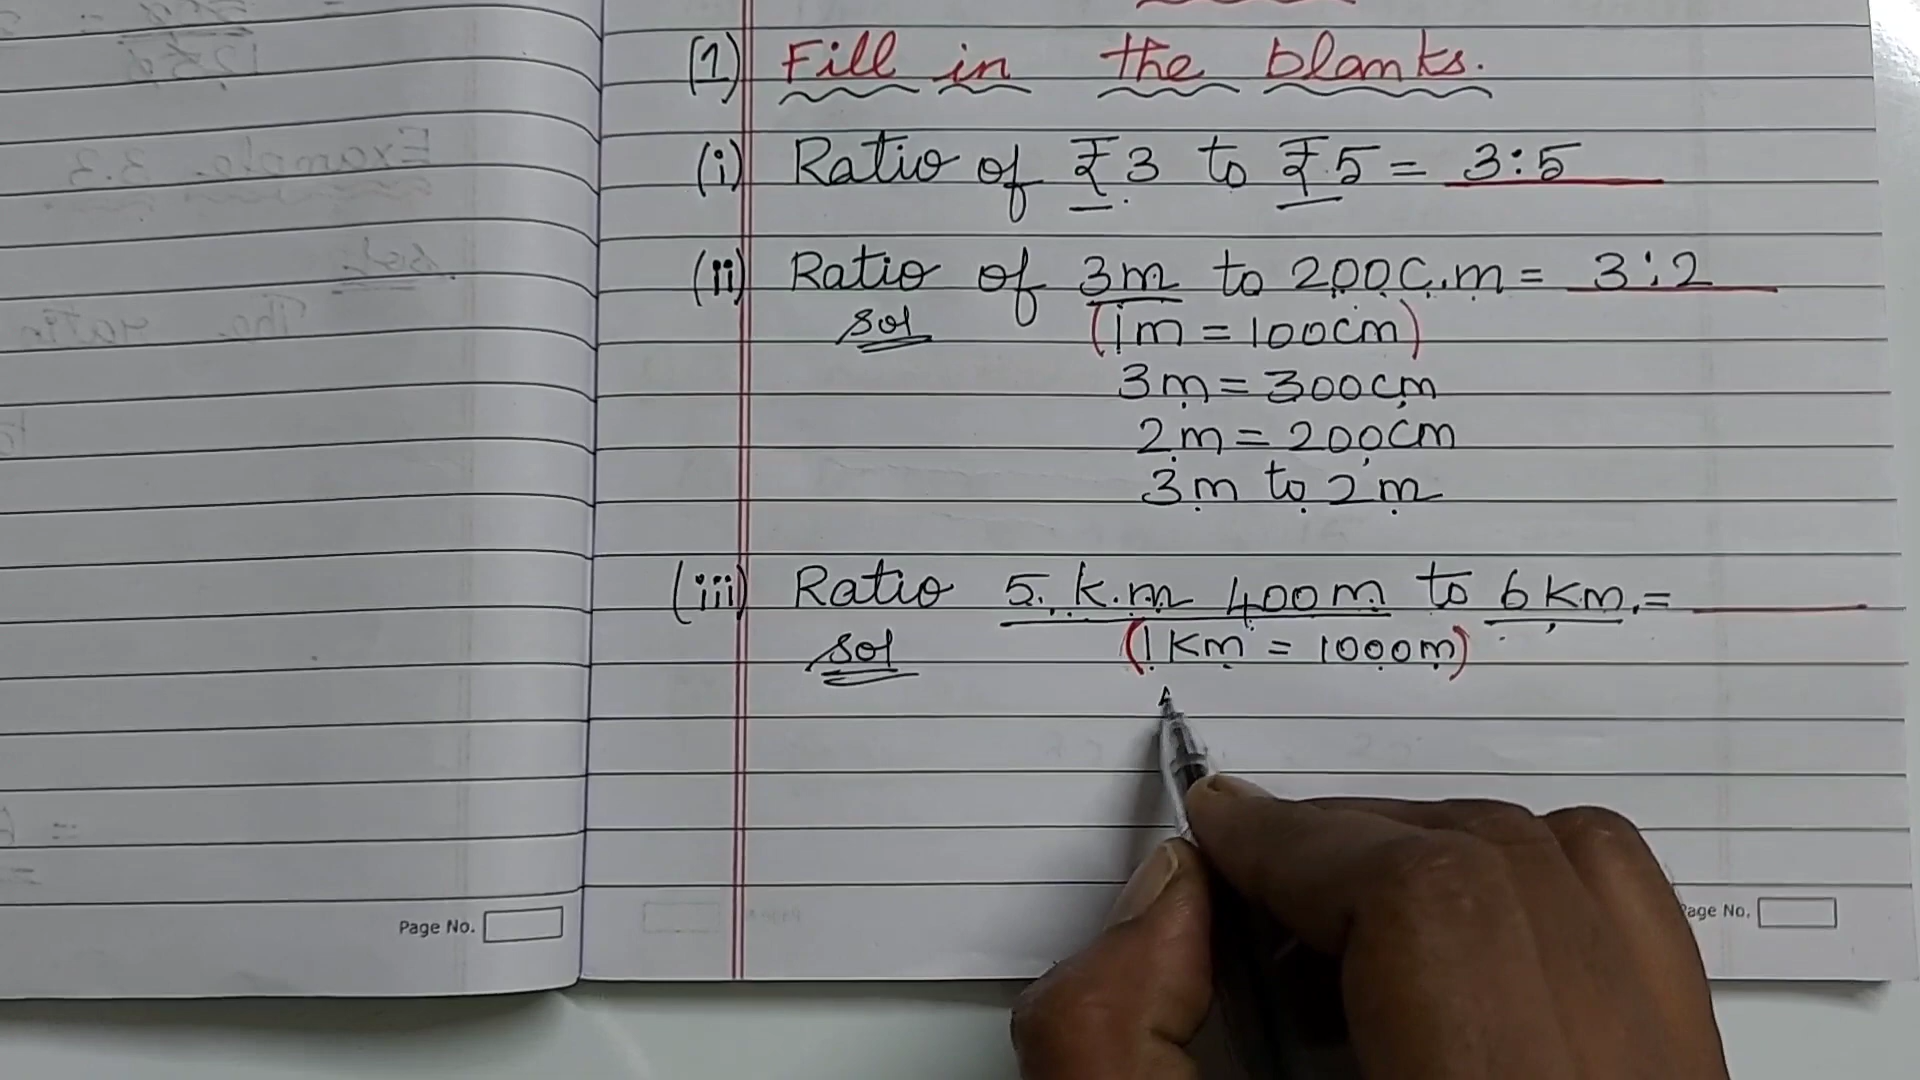 (1) Fill in the blanks.
(i) Ratio of ₹3 to ₹5 = 3:5
(ii) Ratio of 3m to 200C.m = 3:2
Sol (1m = 100cm)
3m = 300cm
2m = 200cm
3m to 2m
(iii) Ratio 5.k.m 400m to 6km.=
Sol (1km = 1000m)
Page No.
Page No.